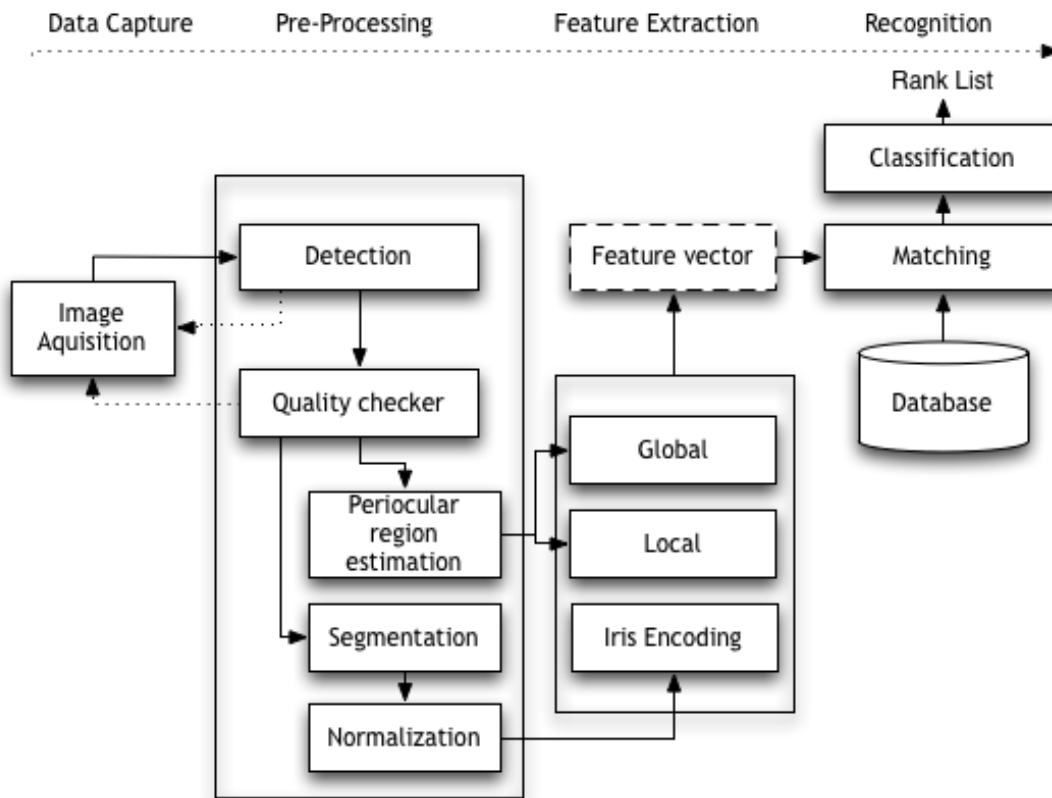 Data Capture
Pre-Processing
Feature Extraction
Recognition
Rank List
Classification
Detection
Feature vector
Matching
Image
Aquisition
Quality checker
Database
Global
Periocular
region
estimation
Local
Segmentation
Iris Encoding
Normalization